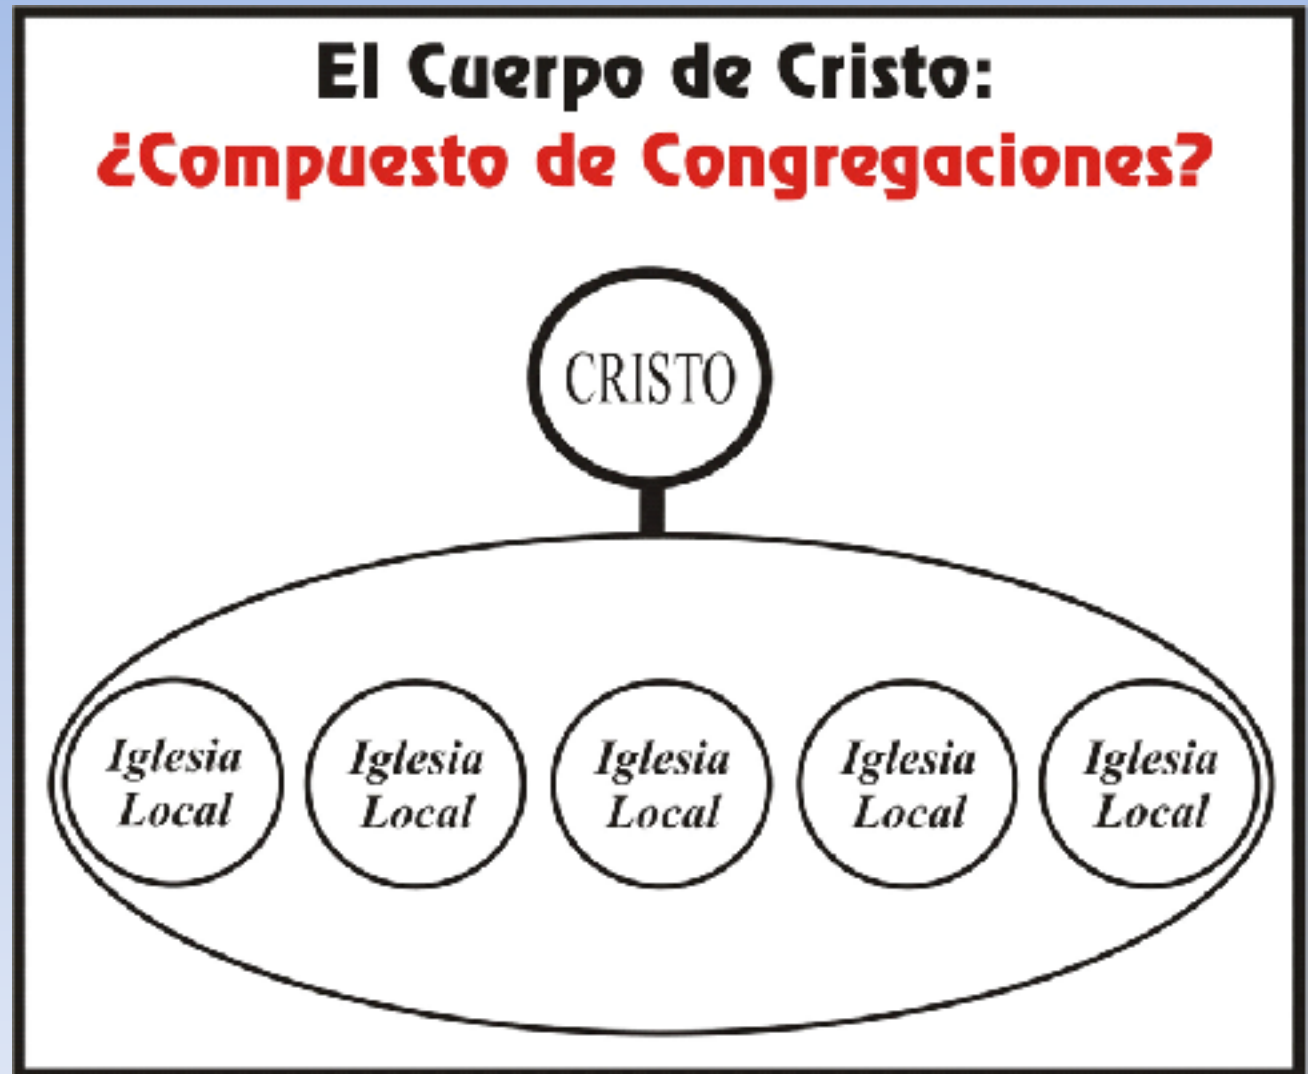 El Cuerpo de Cristo:
¿Compuesto de Congregaciones?
CRISTO
Iglesia
Local
Iglesia
Local
Iglesia
Local
Iglesia
Local
Iglesia
Local